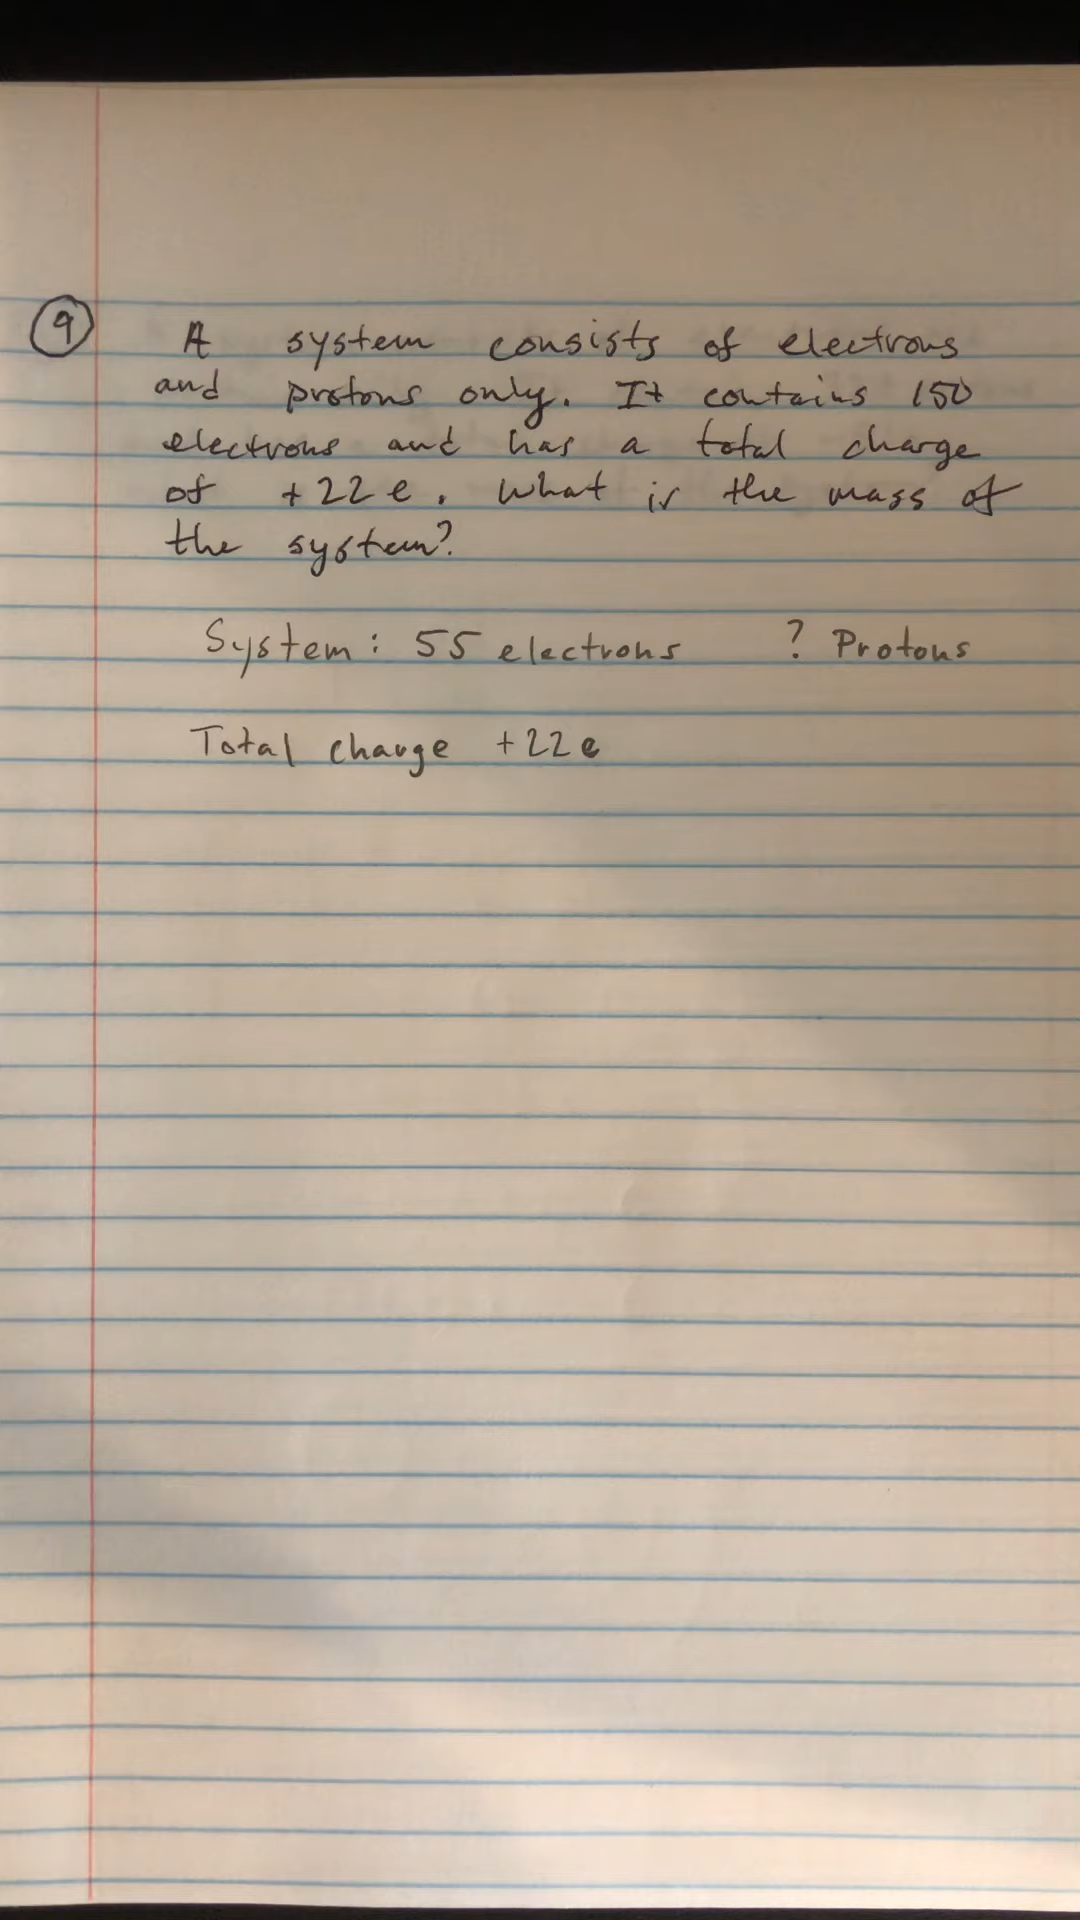 9
A system consists of electrons
and protons only. It contains 150
electrons and has a total charge
of +22 e. What is the mass of
the system?
System: 55 electrons ? Protons
Total charge +22e